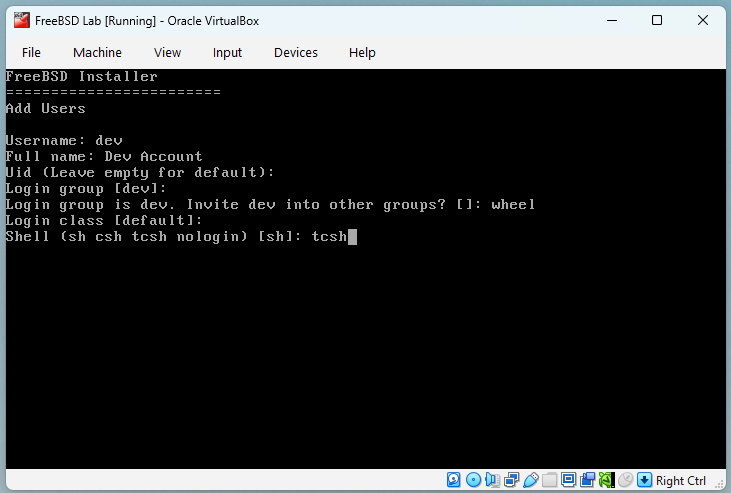 FreeBSD Lab [Running] - Oracle VirtualBox
File Machine View Input Devices Help
FreeBSD Installer
========================
Add Users
Username: dev
Full name: Dev Account
Uid (Leave empty for default):
Login group [dev]:
Login group is dev. Invite dev into other groups? []: wheel
Login class [default]:
Shell (sh csh tcsh nologin) [sh]: tcsh
Right Ctrl